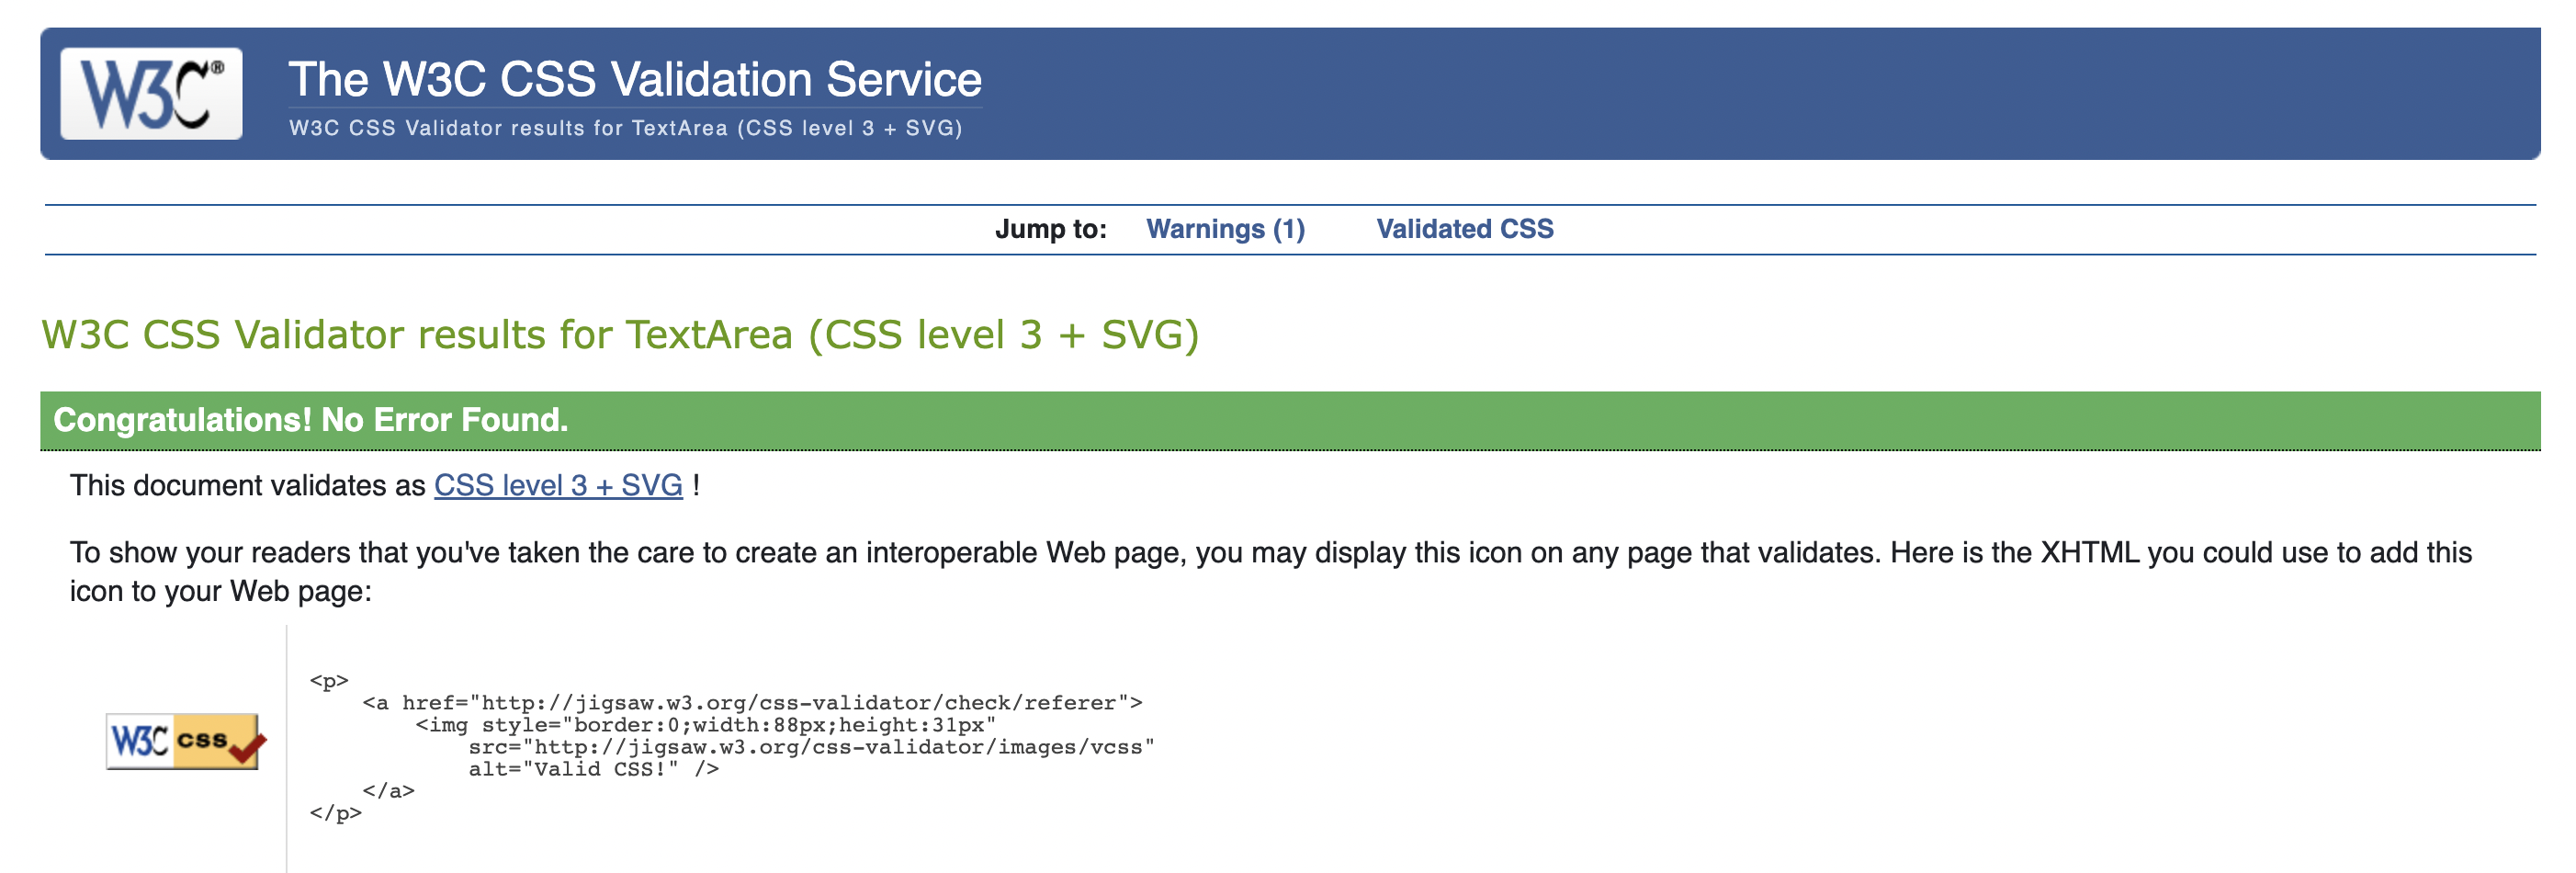 W3C®
The W3C CSS Validation Service
W3C CSS Validator results for TextArea (CSS level 3 + SVG)
Jump to: Warnings (1) Validated CSS
W3C CSS Validator results for TextArea (CSS level 3 + SVG)
Congratulations! No Error Found.
This document validates as CSS level 3 + SVG !
To show your readers that you've taken the care to create an interoperable Web page, you may display this icon on any page that validates. Here is the XHTML you could use to add this
icon to your Web page:
W3C css
<p>
    <a href="http://jigsaw.w3.org/css-validator/check/referer">
        <img style="border:0;width:88px;height:31px"
            src="http://jigsaw.w3.org/css-validator/images/vcss"
            alt="Valid CSS!" />
    </a>
</p>